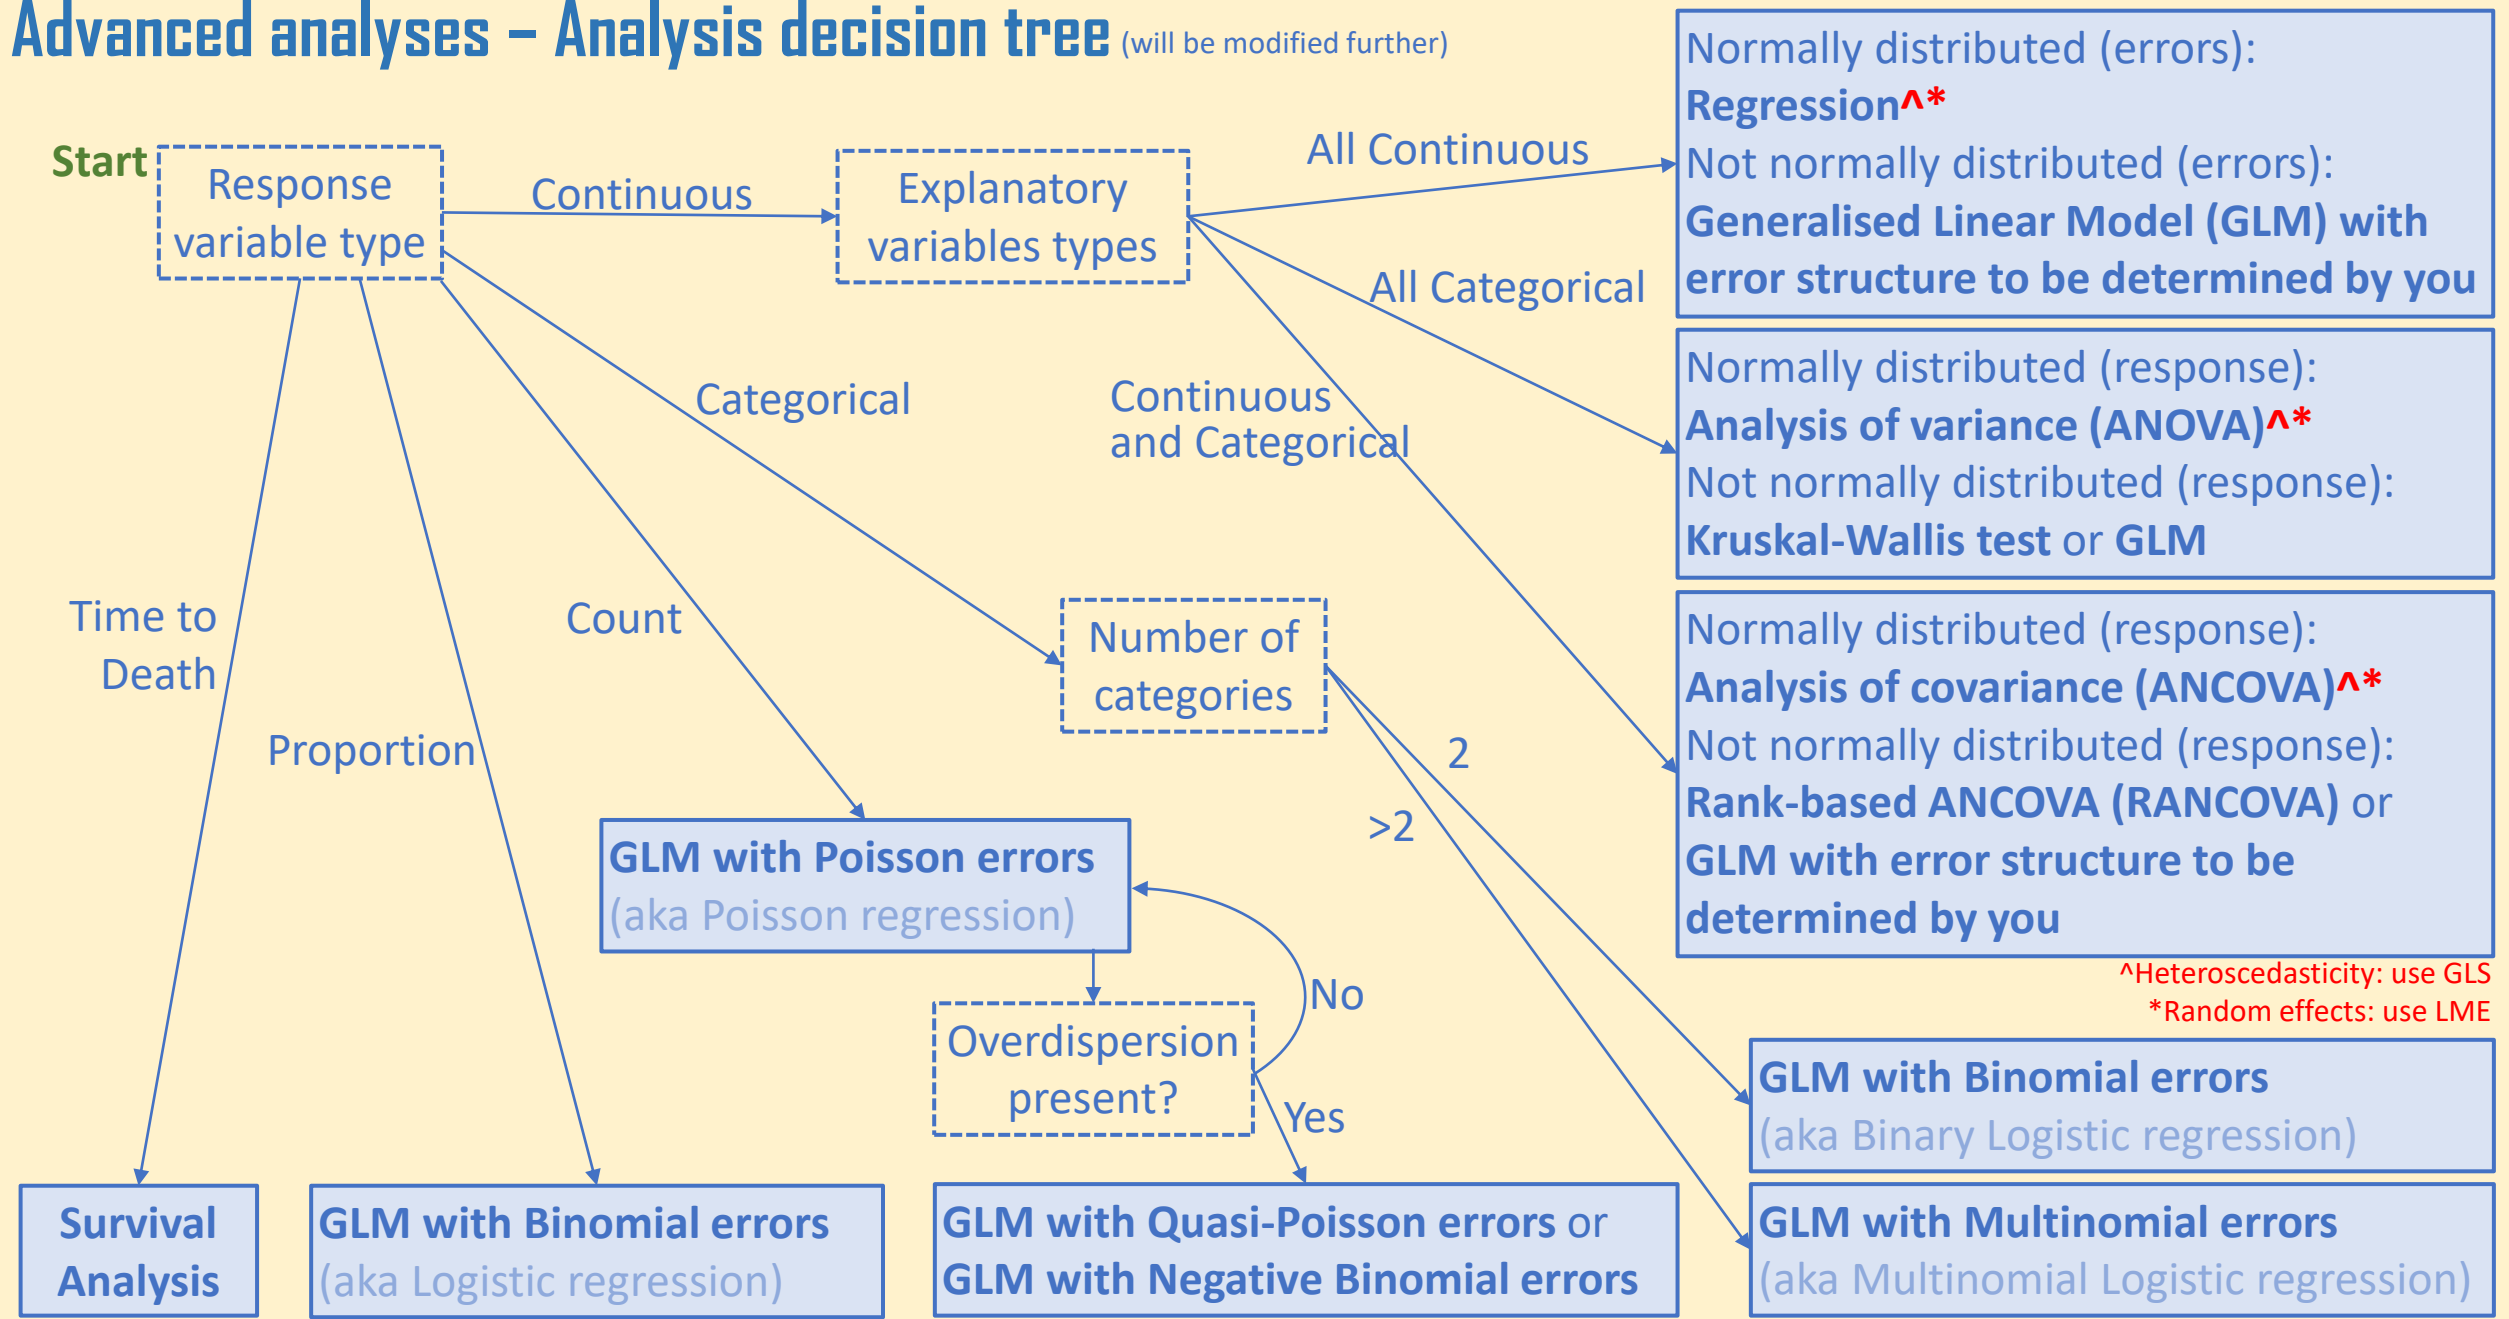 Advanced analyses – Analysis decision tree (will be modified further)
Start
Response
variable type
Continuous
Explanatory
variables types
All Continuous
All Categorical
Continuous
and Categorical
Normally distributed (errors):
Regression^*
Not normally distributed (errors):
Generalised Linear Model (GLM) with
error structure to be determined by you
Normally distributed (response):
Analysis of variance (ANOVA)^*
Not normally distributed (response):
Kruskal-Wallis test or GLM
Normally distributed (response):
Analysis of covariance (ANCOVA)^*
Not normally distributed (response):
Rank-based ANCOVA (RANCOVA) or
GLM with error structure to be
determined by you
^Heteroscedasticity: use GLS
*Random effects: use LME
Categorical
Number of
categories
2
>2
GLM with Binomial errors
(aka Binary Logistic regression)
GLM with Multinomial errors
(aka Multinomial Logistic regression)
Count
GLM with Poisson errors
(aka Poisson regression)
Overdispersion
present?
No
Yes
GLM with Quasi-Poisson errors or
GLM with Negative Binomial errors
Proportion
GLM with Binomial errors
(aka Logistic regression)
Time to
Death
Survival
Analysis